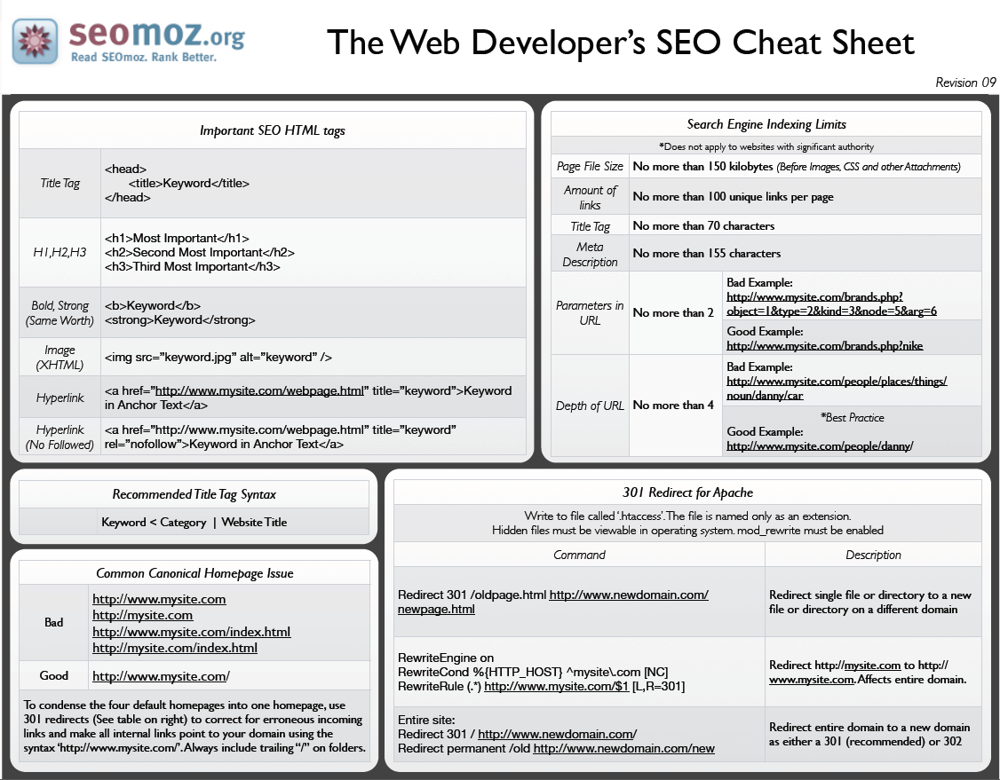 seomoz.org
Read SEOmoz. Rank Better.
The Web Developer's SEO Cheat Sheet
Revision 09
Important SEO HTML tags
Title Tag
<head>
<title>Keyword</title>
</head>
H1,H2,H3
<h1>Most Important</h1>
<h2>Second Most Important</h2>
<h3>Third Most Important</h3>
Bold, Strong
(Same Worth)
<b>Keyword</b>
<strong>Keyword</strong>
Image
(XHTML)
<img src=”keyword.jpg” alt=”keyword” />
Hyperlink
<a href=”http://www.mysite.com/webpage.html” title=”keyword”>Keyword
in Anchor Text</a>
Hyperlink
(No Followed)
<a href=”http://www.mysite.com/webpage.html” title=”keyword”
rel=”nofollow”>Keyword in Anchor Text</a>
Search Engine Indexing Limits
*Does not apply to websites with significant authority
Page File Size
No more than 150 kilobytes (Before Images, CSS and other Attachments)
Amount of
links
No more than 100 unique links per page
Title Tag
No more than 70 characters
Meta
Description
No more than 155 characters
Parameters in
URL
No more than 2
Bad Example:
http://www.mysite.com/brands.php?
object=1&type=2&kind=3&node=5&arg=6
Good Example:
http://www.mysite.com/brands.php?nike
Depth of URL
No more than 4
Bad Example:
http://www.mysite.com/people/places/things/
noun/danny/car
*Best Practice
Good Example:
http://www.mysite.com/people/danny/
Recommended Title Tag Syntax
Keyword < Category | Website Title
Common Canonical Homepage Issue
Bad
http://www.mysite.com
http://mysite.com
http://www.mysite.com/index.html
http://mysite.com/index.html
Good
http://www.mysite.com/
To condense the four default homepages into one homepage, use
301 redirects (See table on right) to correct for erroneous incoming
links and make all internal links point to your domain using the
syntax ‘http://www.mysite.com/’. Always include trailing “/” on folders.
301 Redirect for Apache
Write to file called ‘.htaccess’. The file is named only as an extension.
Hidden files must be viewable in operating system. mod_rewrite must be enabled
Command
Description
Redirect 301 /oldpage.html http://www.newdomain.com/
newpage.html
Redirect single file or directory to a new
file or directory on a different domain
RewriteEngine on
RewriteCond %{HTTP_HOST} ^mysite\.com [NC]
RewriteRule (.*) http://www.mysite.com/$1 [L,R=301]
Redirect http://mysite.com to http://
www.mysite.com. Affects entire domain.
Entire site:
Redirect 301 / http://www.newdomain.com/
Redirect permanent /old http://www.newdomain.com/new
Redirect entire domain to a new domain
as either a 301 (recommended) or 302